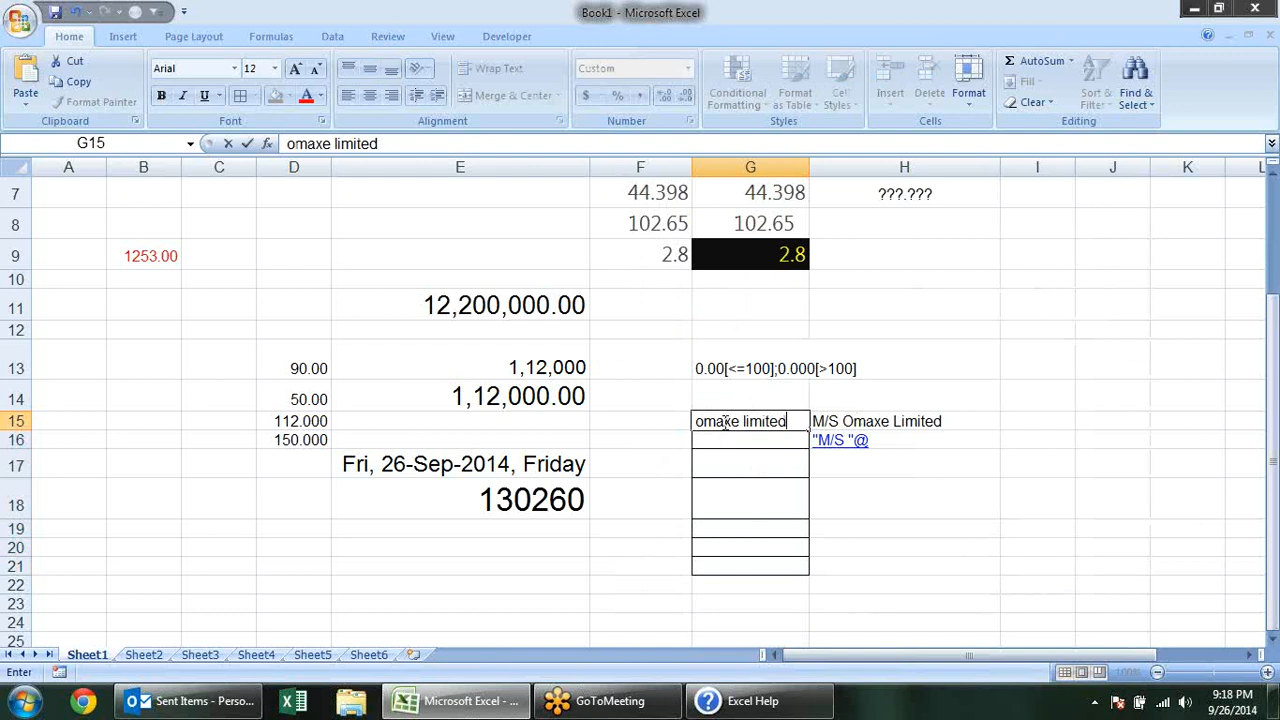 Book1 - Microsoft Excel
Home Insert Page Layout Formulas Data Review View Developer
Paste
Cut
Copy
Format Painter
Clipboard
Arial 12
B I U
Font
Wrap Text
Merge & Center
Alignment
Custom
$ % ,
Number
Conditional Formatting
Format as Table
Cell Styles
Styles
Insert
Delete
Format
Cells
Σ AutoSum
Fill
Clear
Sort & Filter
Find & Select
Editing
G15 fx omaxe limited
A B C D E F G H I J K L
7 44.398 44.398 ???.???
8 102.65 102.65
9 1253.00 2.8 2.8
10
11 12,200,000.00
12
13 90.00 1,12,000 0.00[<=100];0.000[>100]
14 50.00 1,12,000.00
15 112.000 omaxe limited M/S Omaxe Limited
16 150.000 "M/S "@
17 Fri, 26-Sep-2014, Friday
18 130260
19
20
21
22
23
24
25
Sheet1 Sheet2 Sheet3 Sheet4 Sheet5 Sheet6
Enter 100%
Sent Items - Perso... Microsoft Excel - ... GoToMeeting Excel Help
9:18 PM
9/26/2014